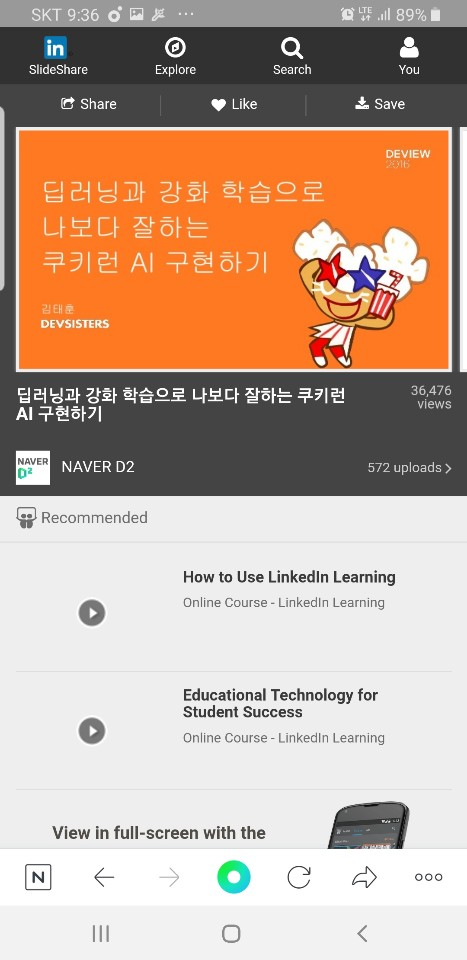 SKT 9:36
LTE
89%
in
SlideShare
Explore
Search
You
Share
Like
Save
DEVIEW
2016
딥러닝과 강화 학습으로
나보다 잘하는
쿠키런 AI 구현하기
김태훈
DEVSISTERS
딥러닝과 강화 학습으로 나보다 잘하는 쿠키런
AI 구현하기
36,476
views
NAVER
D2
NAVER D2
572 uploads
Recommended
How to Use LinkedIn Learning
Online Course - LinkedIn Learning
Educational Technology for
Student Success
Online Course - LinkedIn Learning
View in full-screen with the
N